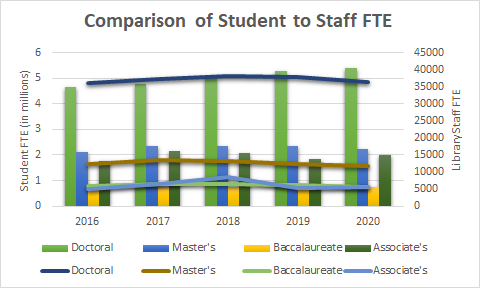 Comparison of Student to Staff FTE
Student FTE (in millions)
6
5
4
3
2
1
0
45000
40000
35000
30000
25000
20000
15000
10000
5000
0
Library Staff FTE
2016 2017 2018 2019 2020
Doctoral Master's Baccalaureate Associate's
Doctoral Master's Baccalaureate Associate's